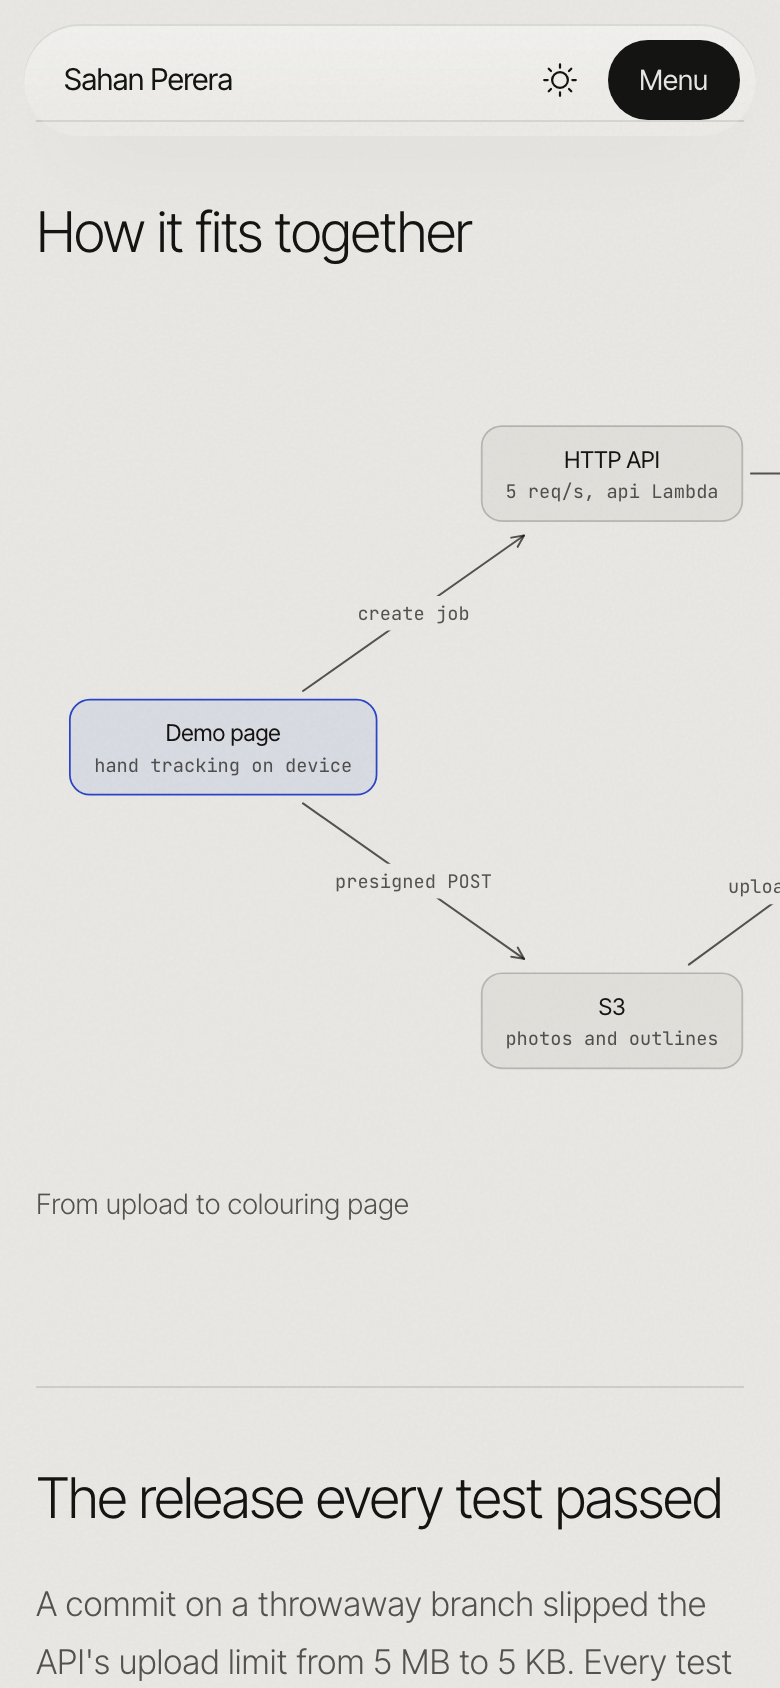 Sahan Perera
Menu
How it fits together
HTTP API
5 req/s, api Lambda
create job
Demo page
hand tracking on device
presigned POST
S3
photos and outlines
From upload to colouring page
The release every test passed
A commit on a throwaway branch slipped the
API's upload limit from 5 MB to 5 KB. Every test